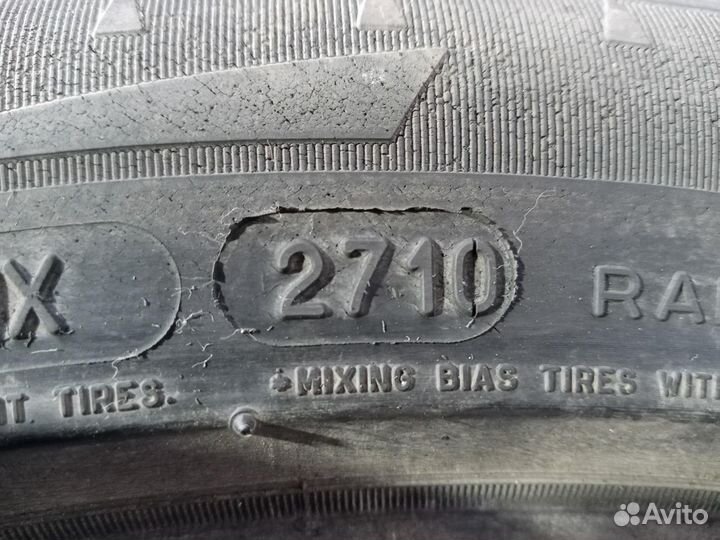 X 2710 RA
T TIRES. *MIXING BIAS TIRES WIT
Avito